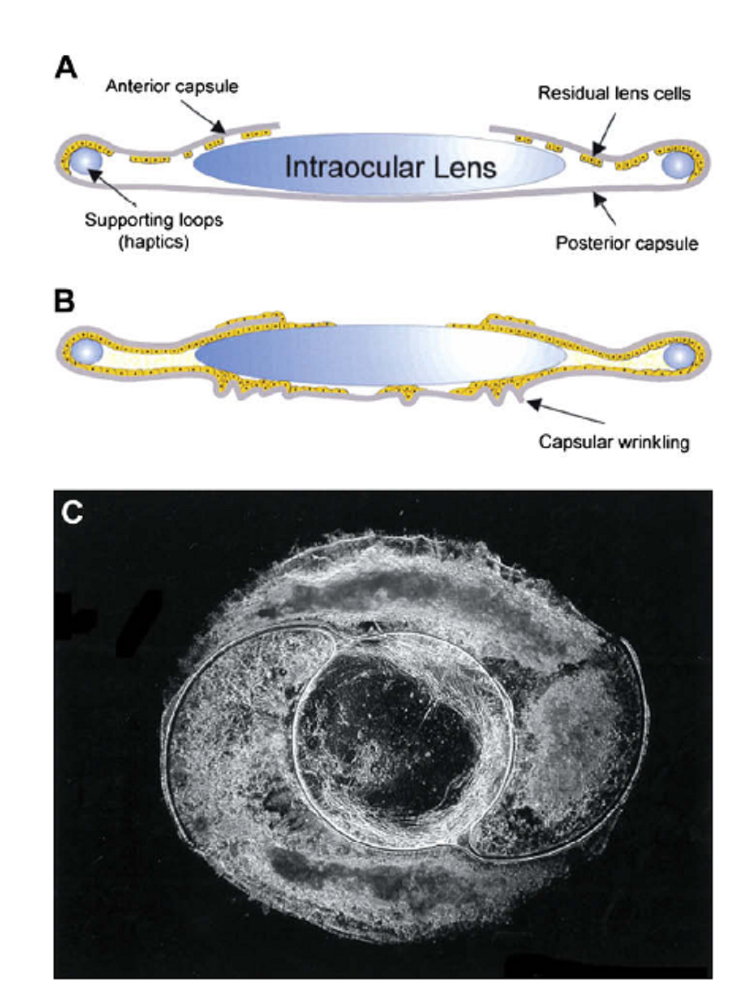 A
Anterior capsule
Residual lens cells
Intraocular Lens
Supporting loops
(haptics)
Posterior capsule
B
Capsular wrinkling
C